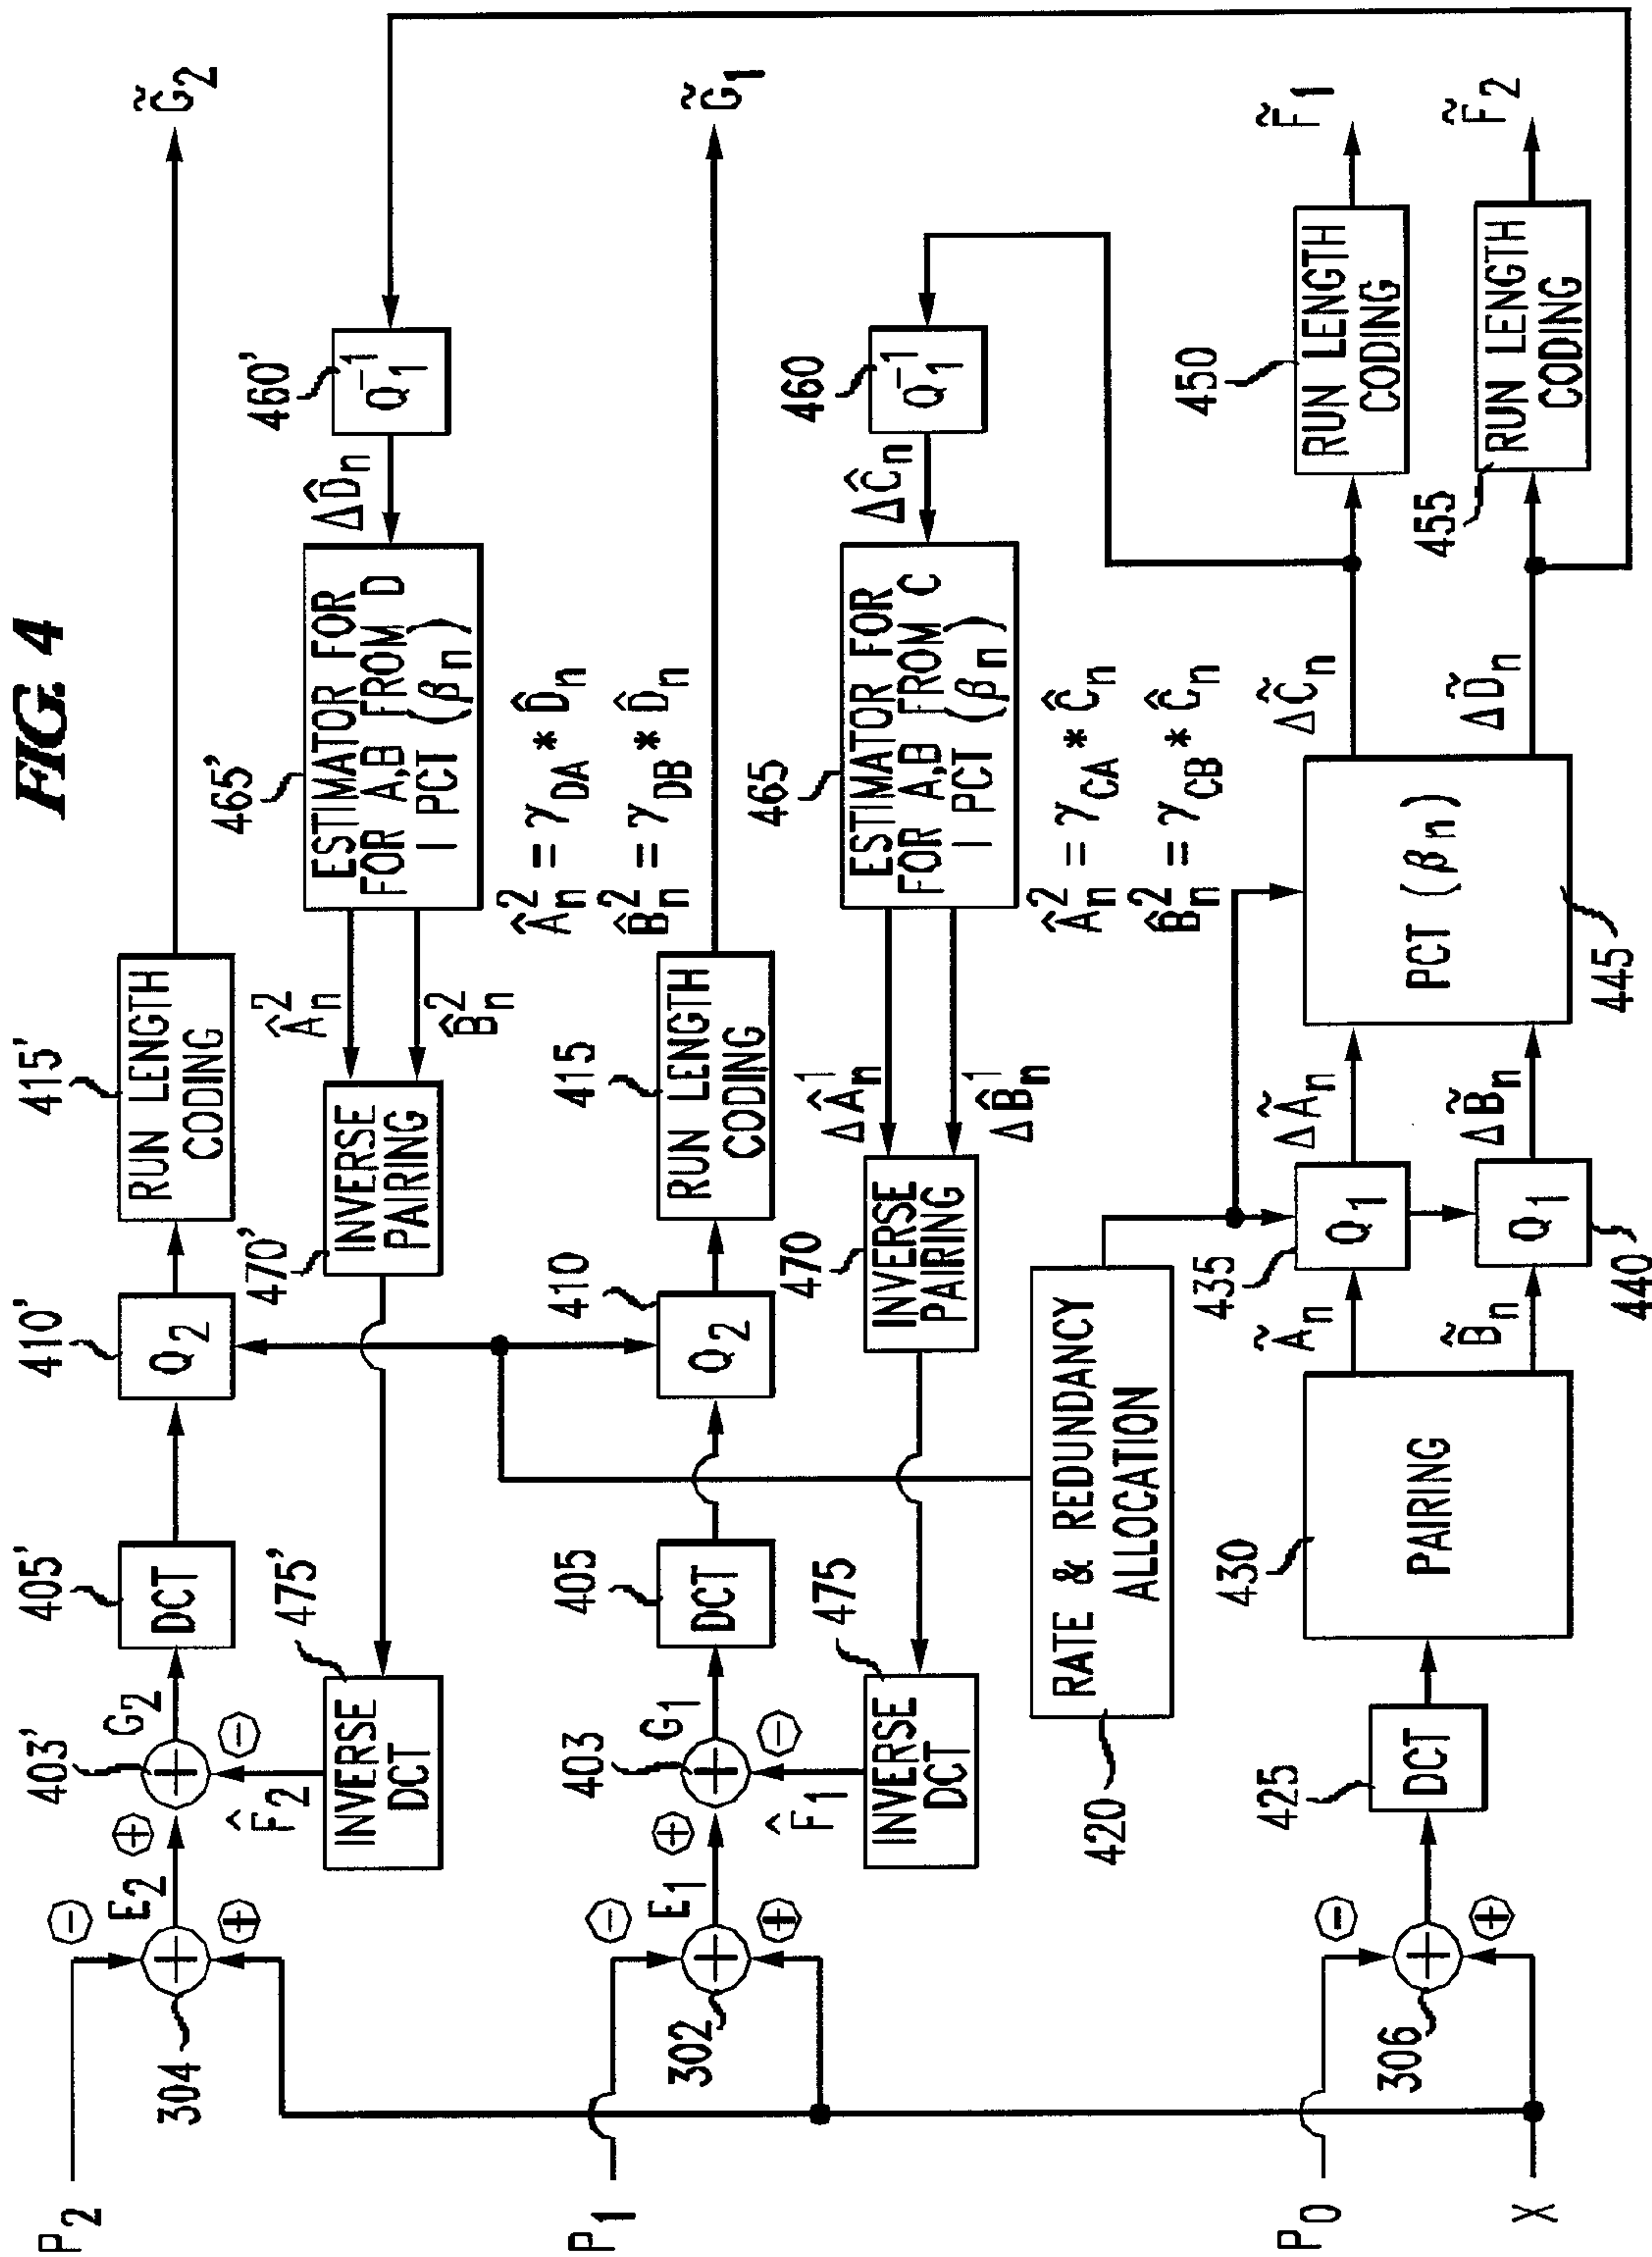 FIG. 4
P2
⊖
304
⊕
E2
⊕
403'
G2
⊖
F̂2
405'
DCT
410'
Q2
415'
RUN LENGTH
CODING
G̃2
INVERSE
DCT
475'
470'
INVERSE
PAIRING
Â²n
B̂²n
465'
ESTIMATOR FOR
FOR A,B FROM D
I PCT (βn)
ΔD̂n
460'
Q1⁻¹
Â²n = γDA * D̂n
B̂²n = γDB * D̂n
P1
⊖
302
⊕
E1
⊕
403
G1
⊖
F̂1
405
DCT
410
Q2
415
RUN LENGTH
CODING
G̃1
INVERSE
DCT
475
470
INVERSE
PAIRING
ΔÂ¹n
ΔB̂¹n
465
ESTIMATOR FOR
FOR A,B FROM C
I PCT (βn)
ΔĈn
460
Q1⁻¹
Â²n = γCA * Ĉn
B̂²n = γCB * Ĉn
420
RATE & REDUNDANCY
ALLOCATION
P0
X
⊖
306
⊕
425
DCT
430
PAIRING
Ãn
B̃n
435
Q1
440
Q1
ΔÃn
ΔB̃n
PCT (βn)
445
ΔC̃n
ΔD̃n
450
RUN LENGTH
CODING
F̃1
455
RUN LENGTH
CODING
F̃2